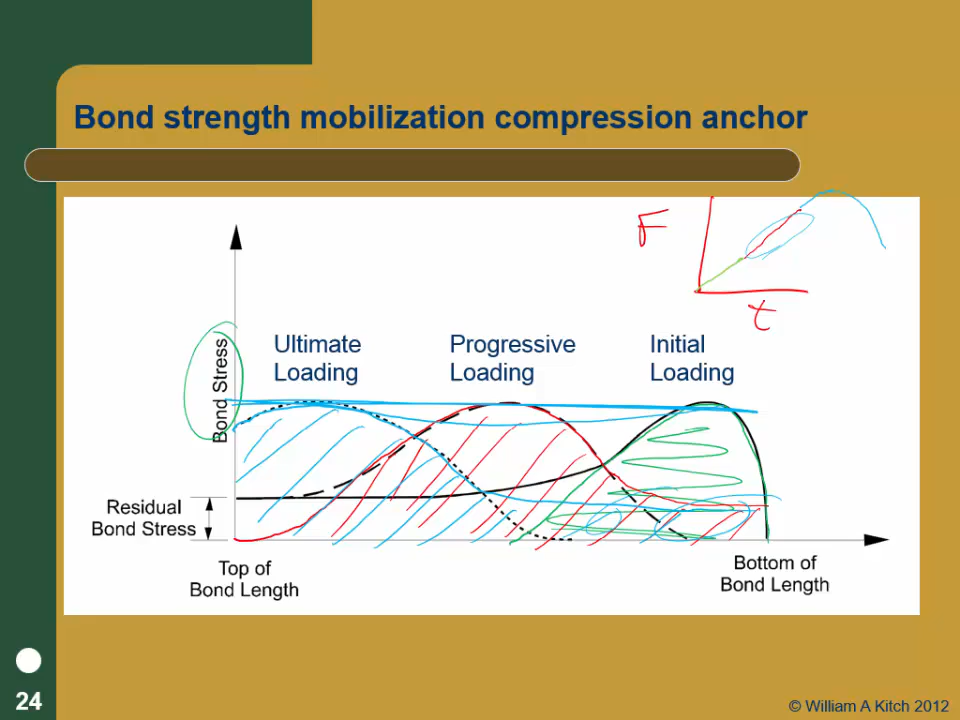 Bond strength mobilization compression anchor
F
t
Ultimate
Loading
Progressive
Loading
Initial
Loading
Bond Stress
Residual
Bond Stress
Top of
Bond Length
Bottom of
Bond Length
24
© William A Kitch 2012